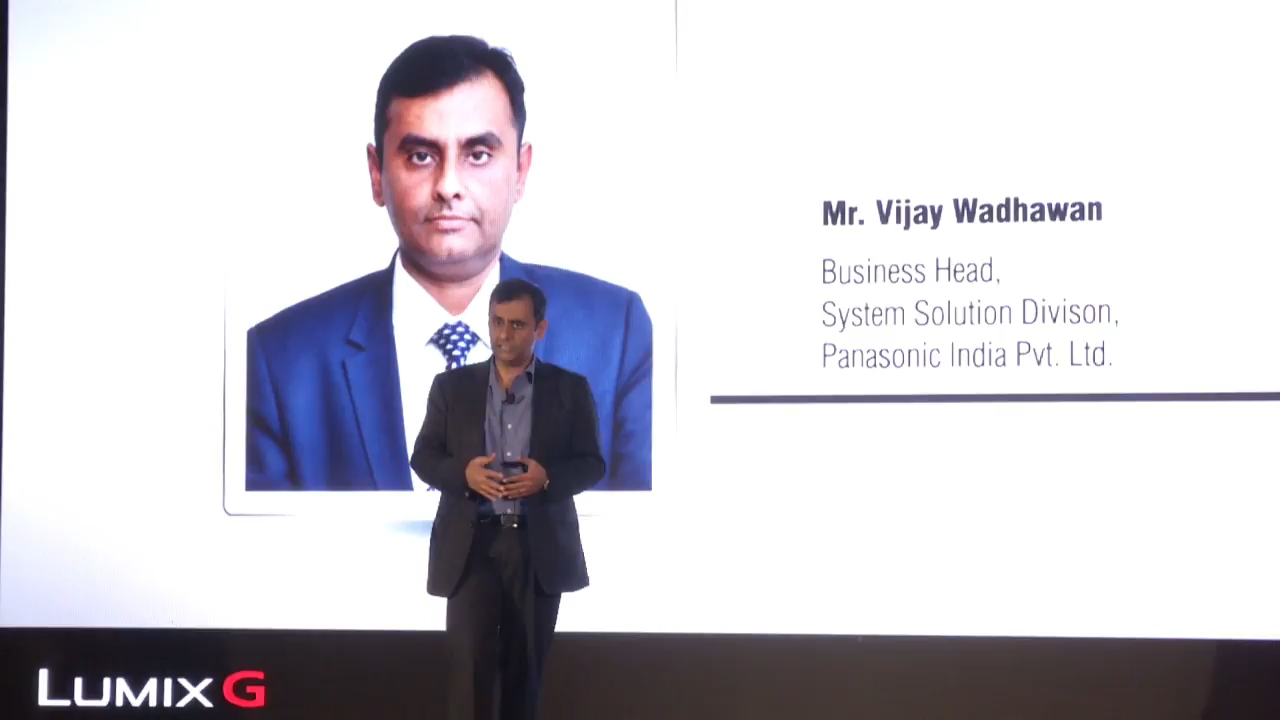 Mr. Vijay Wadhawan
Business Head,
System Solution Divison,
Panasonic India Pvt. Ltd.
LUMIX G